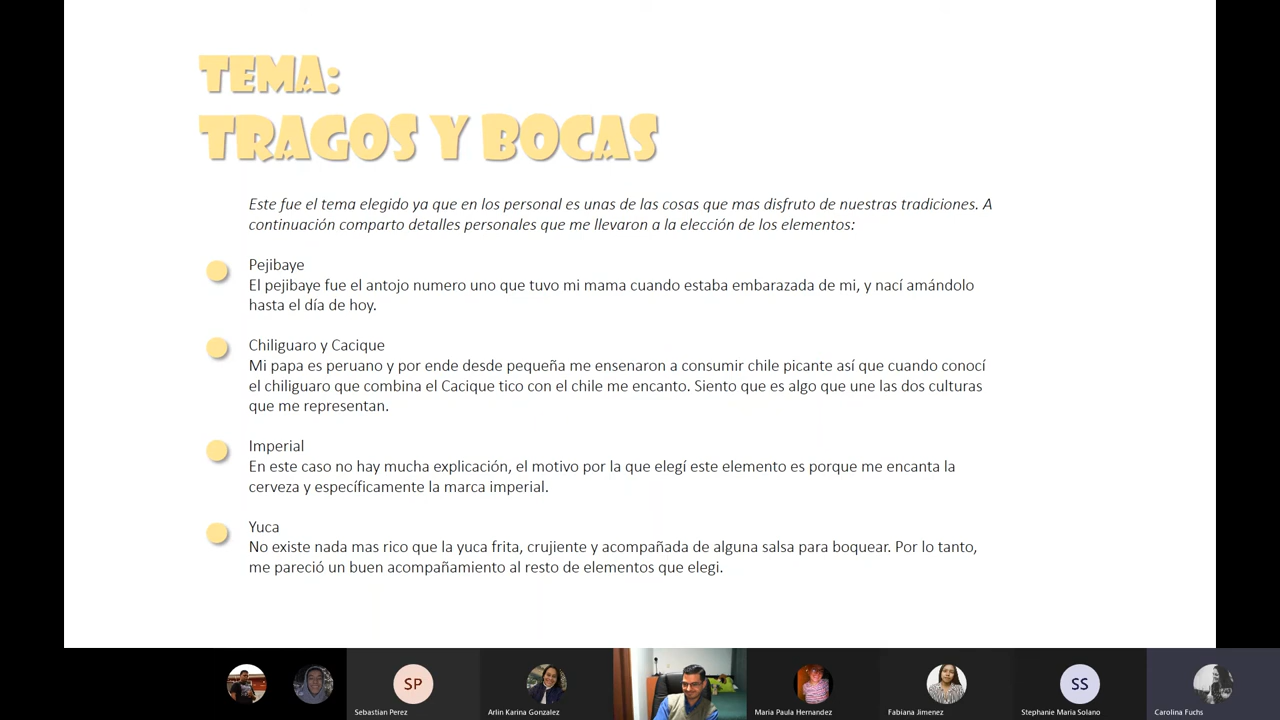 TEMA:
TRAGOS Y BOCAS
Este fue el tema elegido ya que en los personal es unas de las cosas que mas disfruto de nuestras tradiciones. A
continuación comparto detalles personales que me llevaron a la elección de los elementos:
Pejibaye
El pejibaye fue el antojo numero uno que tuvo mi mama cuando estaba embarazada de mi, y nací amándolo
hasta el día de hoy.
Chiliguaro y Cacique
Mi papa es peruano y por ende desde pequeña me ensenaron a consumir chile picante así que cuando conocí
el chiliguaro que combina el Cacique tico con el chile me encanto. Siento que es algo que une las dos culturas
que me representan.
Imperial
En este caso no hay mucha explicación, el motivo por la que elegí este elemento es porque me encanta la
cerveza y específicamente la marca imperial.
Yuca
No existe nada mas rico que la yuca frita, crujiente y acompañada de alguna salsa para boquear. Por lo tanto,
me pareció un buen acompañamiento al resto de elementos que elegi.
SP
SS
Sebastian Perez
Arlin Karina Gonzalez
Maria Paula Hernandez
Fabiana Jimenez
Stephanie Maria Solano
Carolina Fuchs